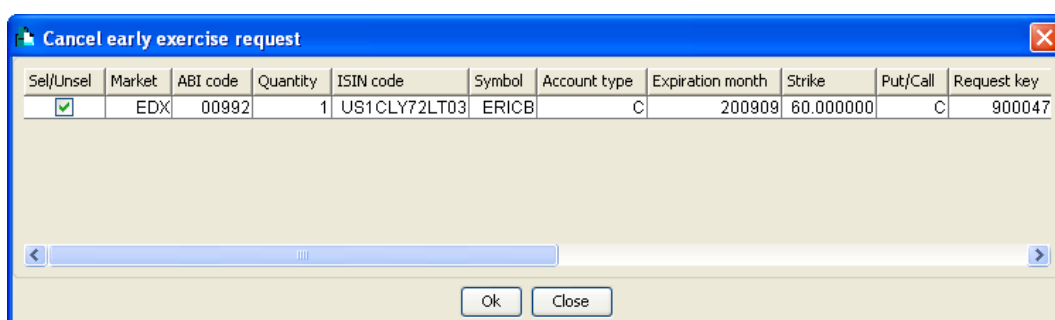 Cancel early exercise request
Sel/Unsel Market ABI code Quantity ISIN code Symbol Account type Expiration month Strike Put/Call Request key
EDX 00992 1 US1CLY72LT03 ERICB C 200909 60.000000 C 900047
Ok Close